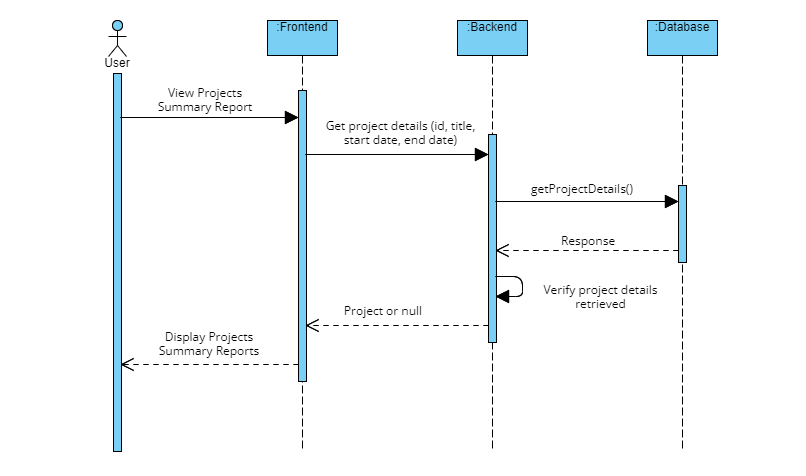 :Frontend
:Backend
:Database
User
View Projects
Summary Report
Get project details (id, title,
start date, end date)
getProjectDetails()
Response
Verify project details
retrieved
Project or null
Display Projects
Summary Reports